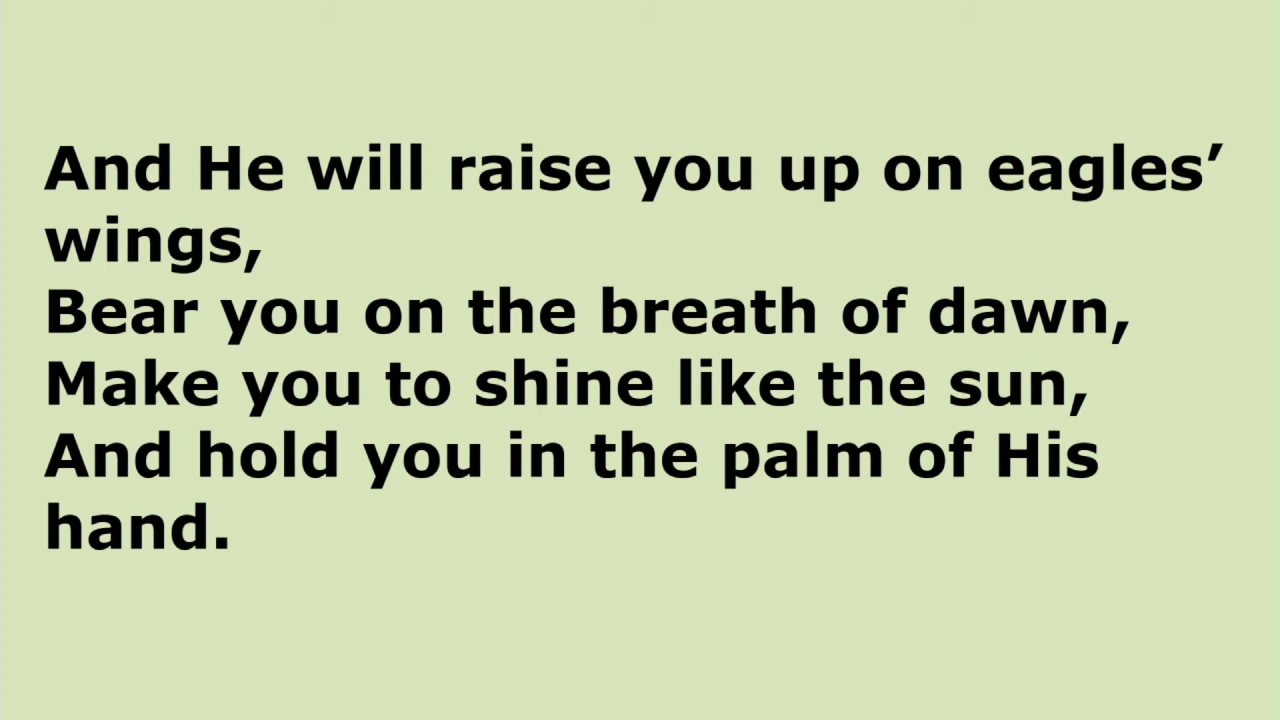 And He will raise you up on eagles’
wings,
Bear you on the breath of dawn,
Make you to shine like the sun,
And hold you in the palm of His
hand.